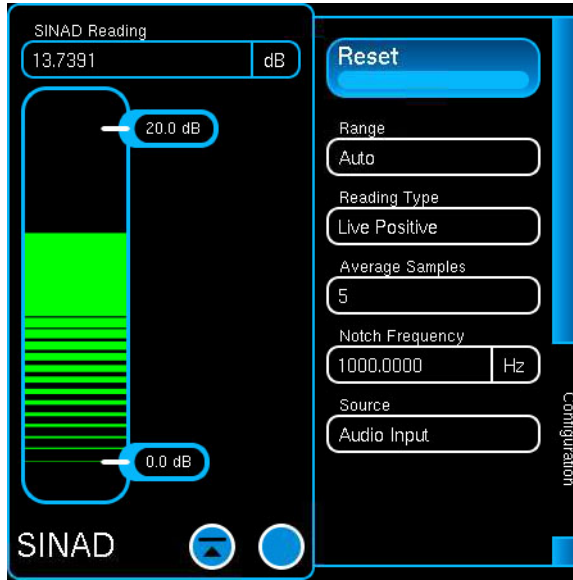 SINAD Reading
13.7391 dB
20.0 dB
0.0 dB
SINAD
Reset
Range
Auto
Reading Type
Live Positive
Average Samples
5
Notch Frequency
1000.0000 Hz
Source
Audio Input
Configuration